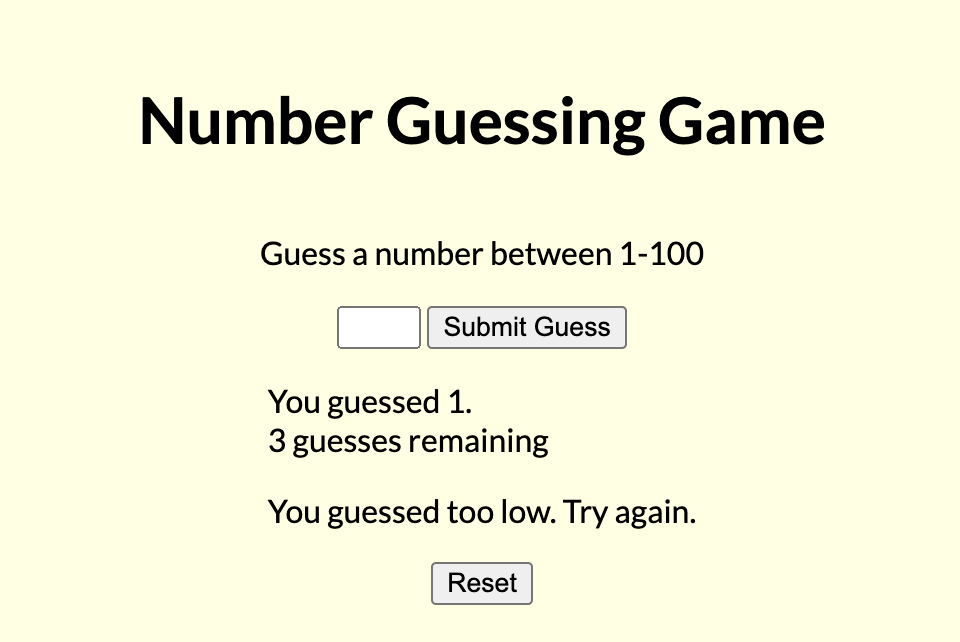 Number Guessing Game
Guess a number between 1-100
Submit Guess
You guessed 1.
3 guesses remaining
You guessed too low. Try again.
Reset